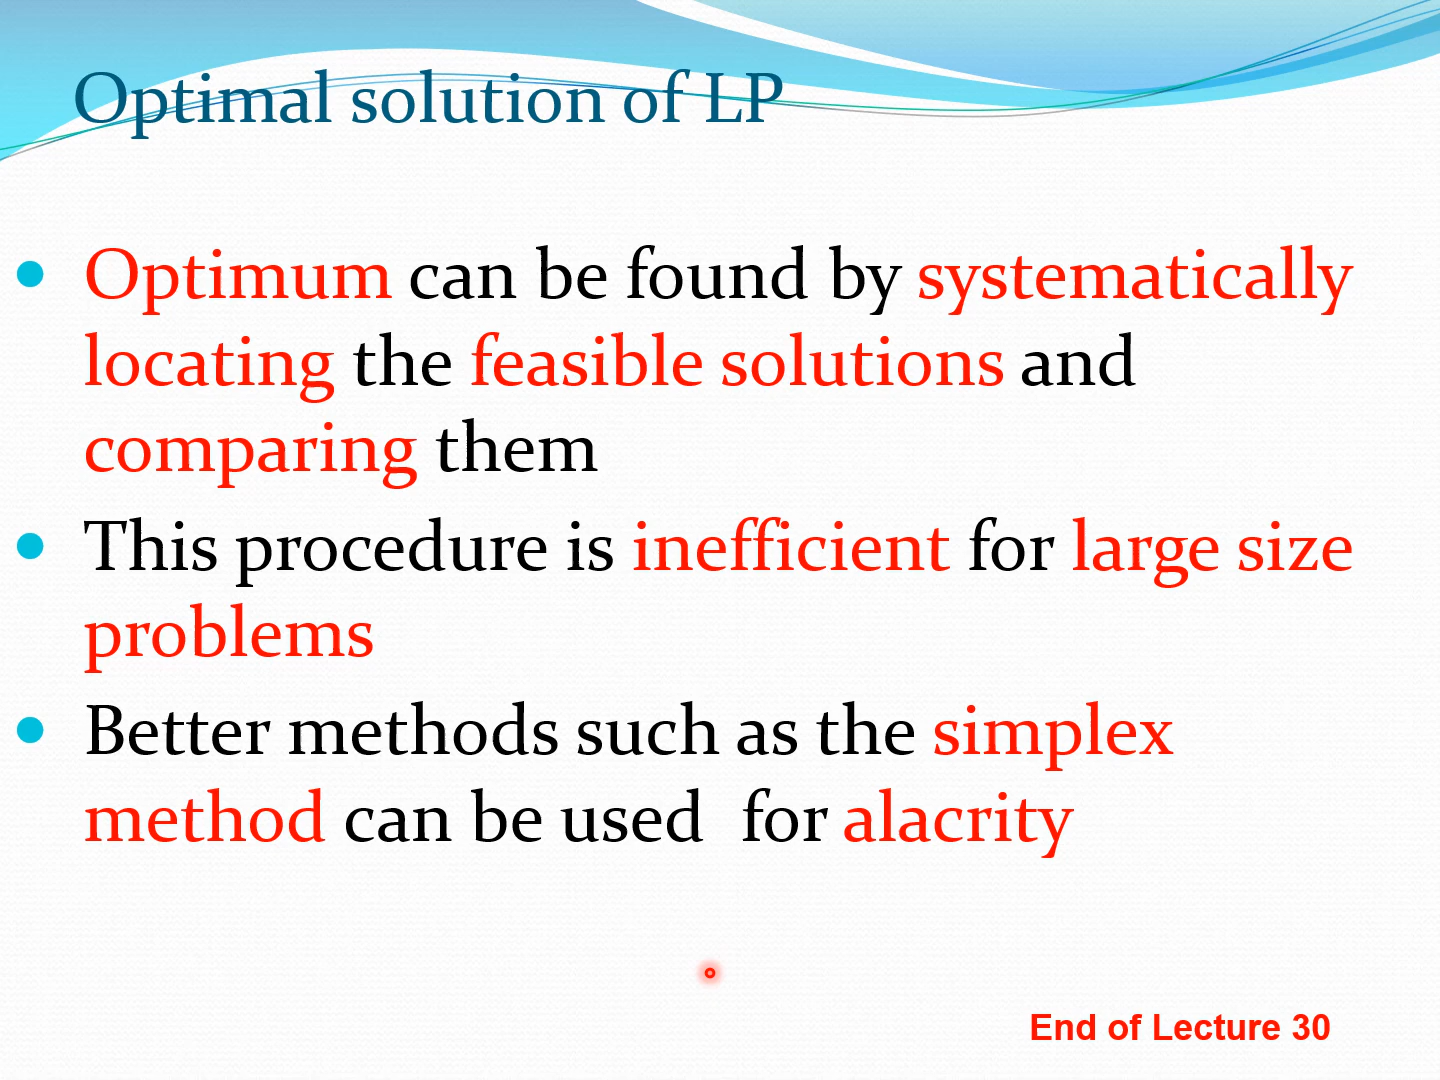 Optimal solution of LP
• Optimum can be found by systematically
locating the feasible solutions and
comparing them
• This procedure is inefficient for large size
problems
• Better methods such as the simplex
method can be used  for alacrity
End of Lecture 30